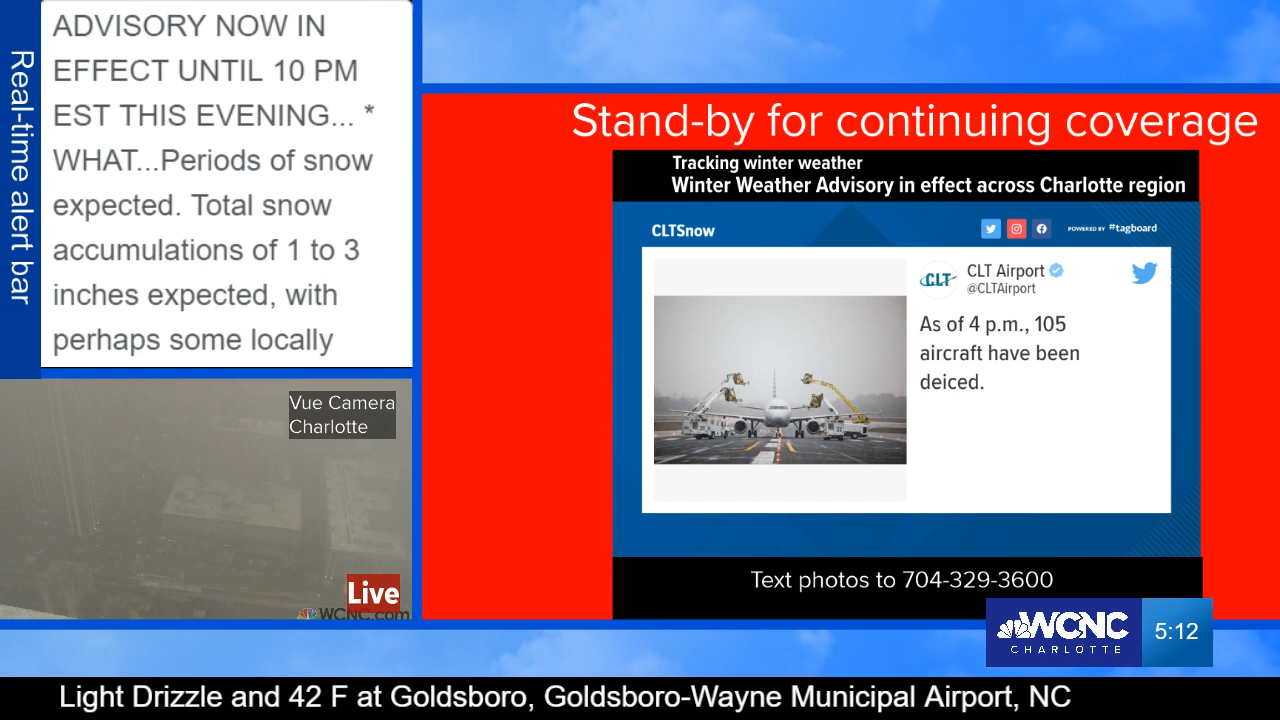 Real-time alert bar
ADVISORY NOW IN
EFFECT UNTIL 10 PM
EST THIS EVENING... *
WHAT...Periods of snow
expected. Total snow
accumulations of 1 to 3
inches expected, with
perhaps some locally
Vue Camera
Charlotte
Live
WCNC.com
Stand-by for continuing coverage
Tracking winter weather
Winter Weather Advisory in effect across Charlotte region
CLTSnow
POWERED BY #tagboard
CLT
CLT Airport
@CLTAirport
As of 4 p.m., 105
aircraft have been
deiced.
Text photos to 704-329-3600
WCNC
CHARLOTTE
5:12
Light Drizzle and 42 F at Goldsboro, Goldsboro-Wayne Municipal Airport, NC